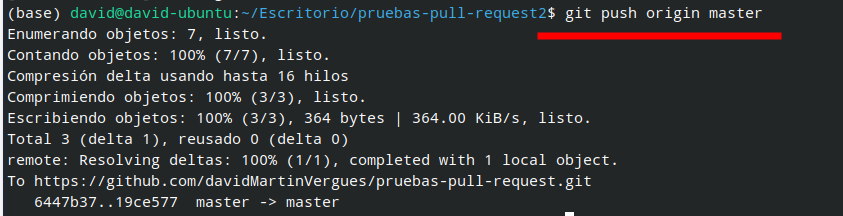 (base) david@david-ubuntu:~/Escritorio/pruebas-pull-request2$ git push origin master
Enumerando objetos: 7, listo.
Contando objetos: 100% (7/7), listo.
Compresión delta usando hasta 16 hilos
Comprimiendo objetos: 100% (3/3), listo.
Escribiendo objetos: 100% (3/3), 364 bytes | 364.00 KiB/s, listo.
Total 3 (delta 1), reusado 0 (delta 0)
remote: Resolving deltas: 100% (1/1), completed with 1 local object.
To https://github.com/davidMartinVergues/pruebas-pull-request.git
   6447b37..19ce577  master -> master